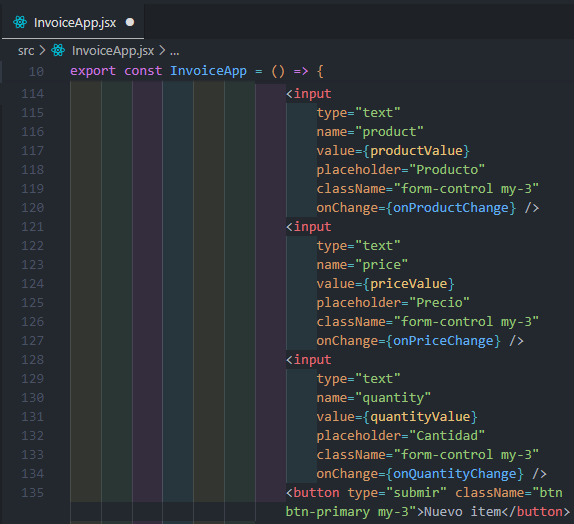 InvoiceApp.jsx
src > InvoiceApp.jsx > ...
10 export const InvoiceApp = () => {
114 <input
115 type="text"
116 name="product"
117 value={productValue}
118 placeholder="Producto"
119 className="form-control my-3"
120 onChange={onProductChange} />
121 <input
122 type="text"
123 name="price"
124 value={priceValue}
125 placeholder="Precio"
126 className="form-control my-3"
127 onChange={onPriceChange} />
128 <input
129 type="text"
130 name="quantity"
131 value={quantityValue}
132 placeholder="Cantidad"
133 className="form-control my-3"
134 onChange={onQuantityChange} />
135 <button type="submir" className="btn
btn-primary my-3">Nuevo item</button>